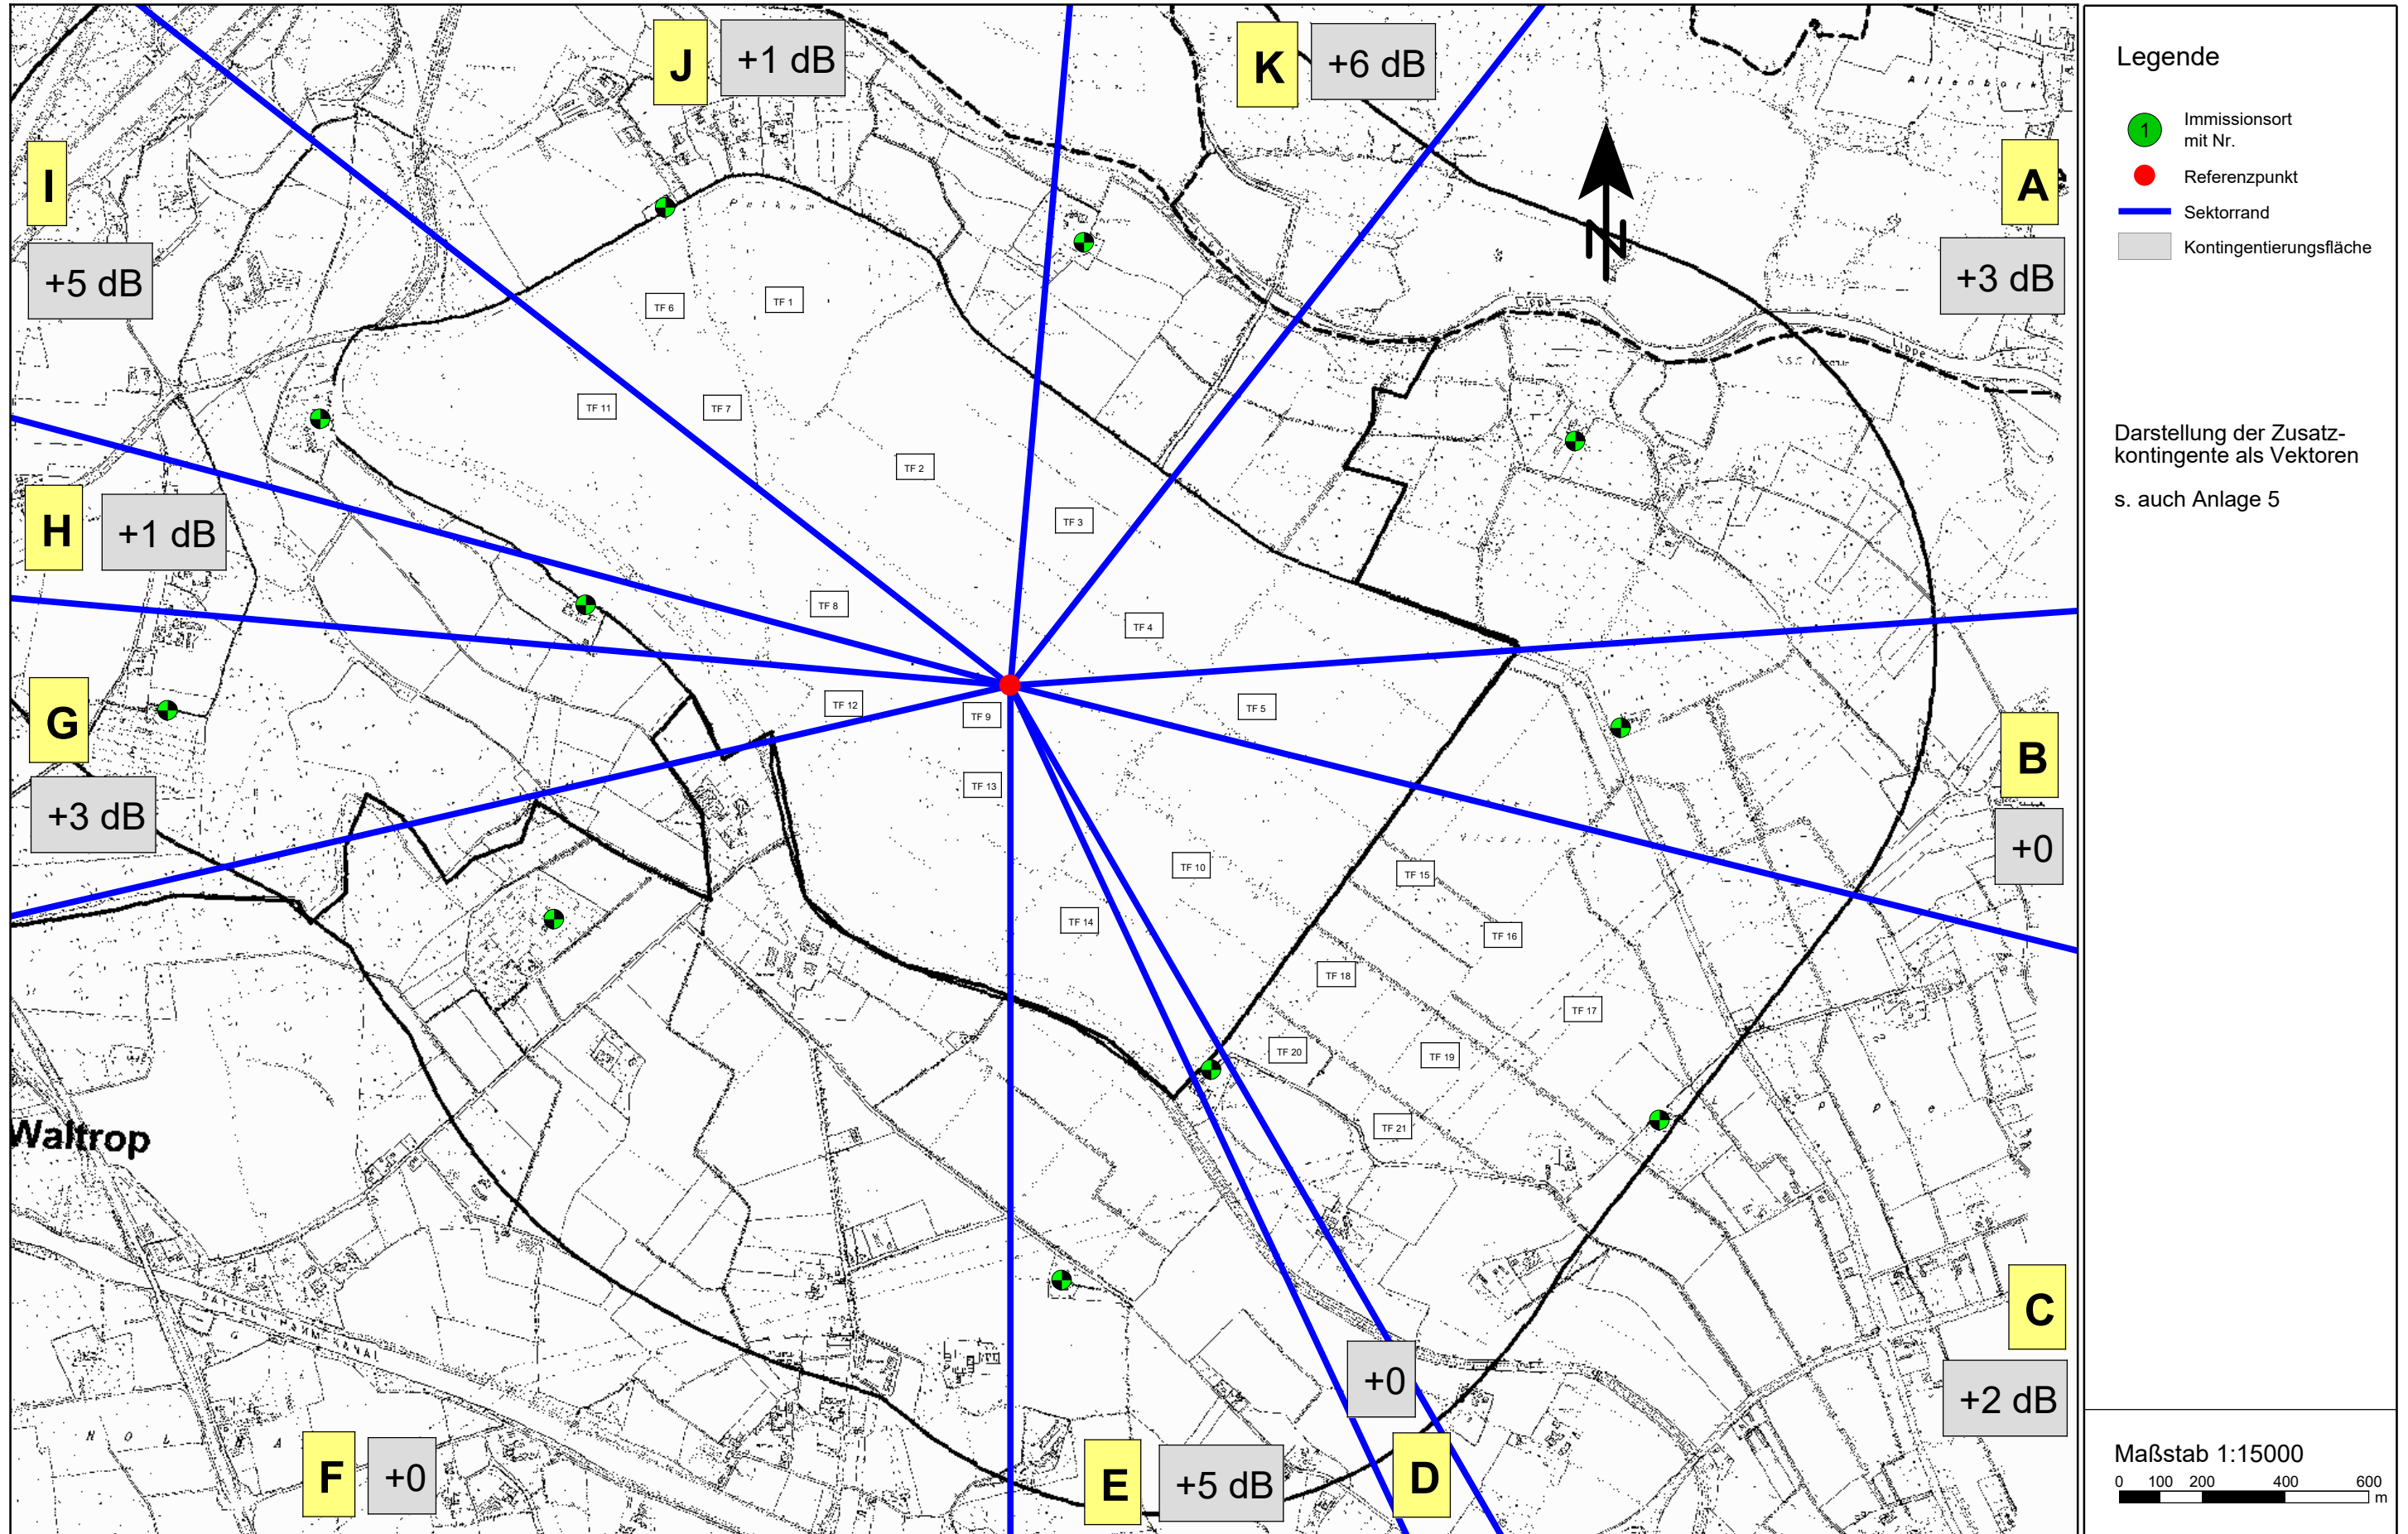 J
+1 dB
K
+6 dB
I
+5 dB
A
+3 dB
N
Lippe
Lippe
TF 6
TF 1
TF 11
TF 7
TF 2
TF 3
H
+1 dB
TF 8
TF 4
G
+3 dB
TF 12
TF 9
TF 5
TF 13
B
+0
TF 10
TF 15
TF 14
TF 16
TF 18
TF 17
TF 20
TF 19
TF 21
Waltrop
C
+2 dB
+0
D
F
+0
E
+5 dB
Legende
1
Immissionsort
mit Nr.
Referenzpunkt
Sektorrand
Kontingentierungsfläche
Darstellung der Zusatz-
kontingente als Vektoren
s. auch Anlage 5
Maßstab 1:15000
0 100 200 400 600
m